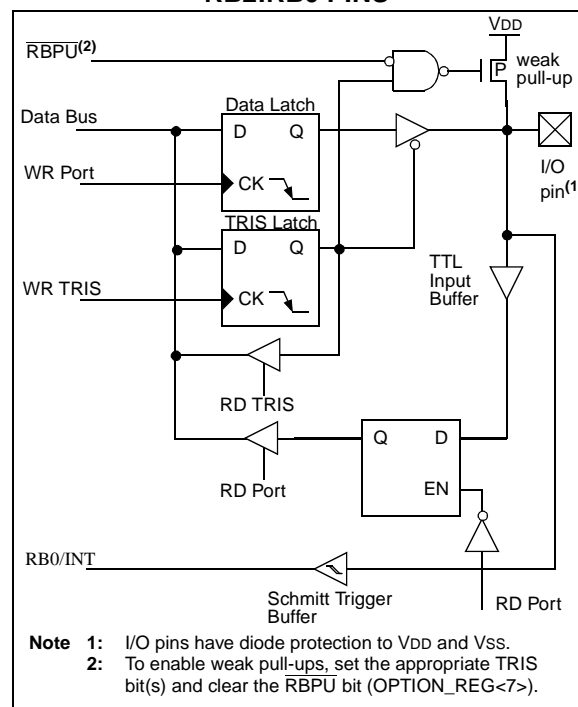 PINS
VDD
RBPU(2)
P
weak
pull-up
Data Latch
Data Bus
D Q
WR Port
CK
I/O
pin(1
TRIS Latch
D Q
TTL
Input
Buffer
WR TRIS
CK
RD TRIS
Q D
RD Port
EN
RB0/INT
Schmitt Trigger
Buffer
RD Port
Note 1: I/O pins have diode protection to VDD and VSS.
2: To enable weak pull-ups, set the appropriate TRIS
bit(s) and clear the RBPU bit (OPTION_REG<7>).